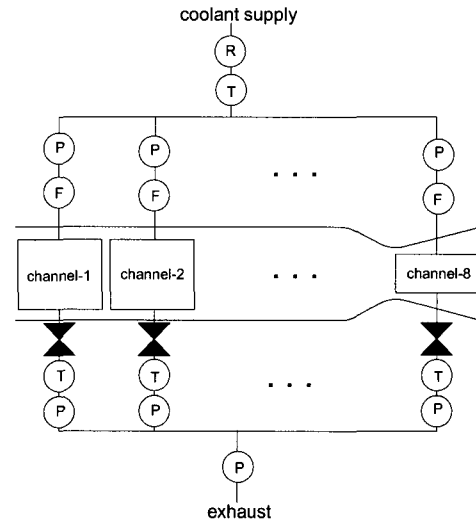 coolant supply
R
T
P P P
F F F
. . .
channel-1 channel-2 . . . channel-8
T T T
. . .
P P P
P
exhaust